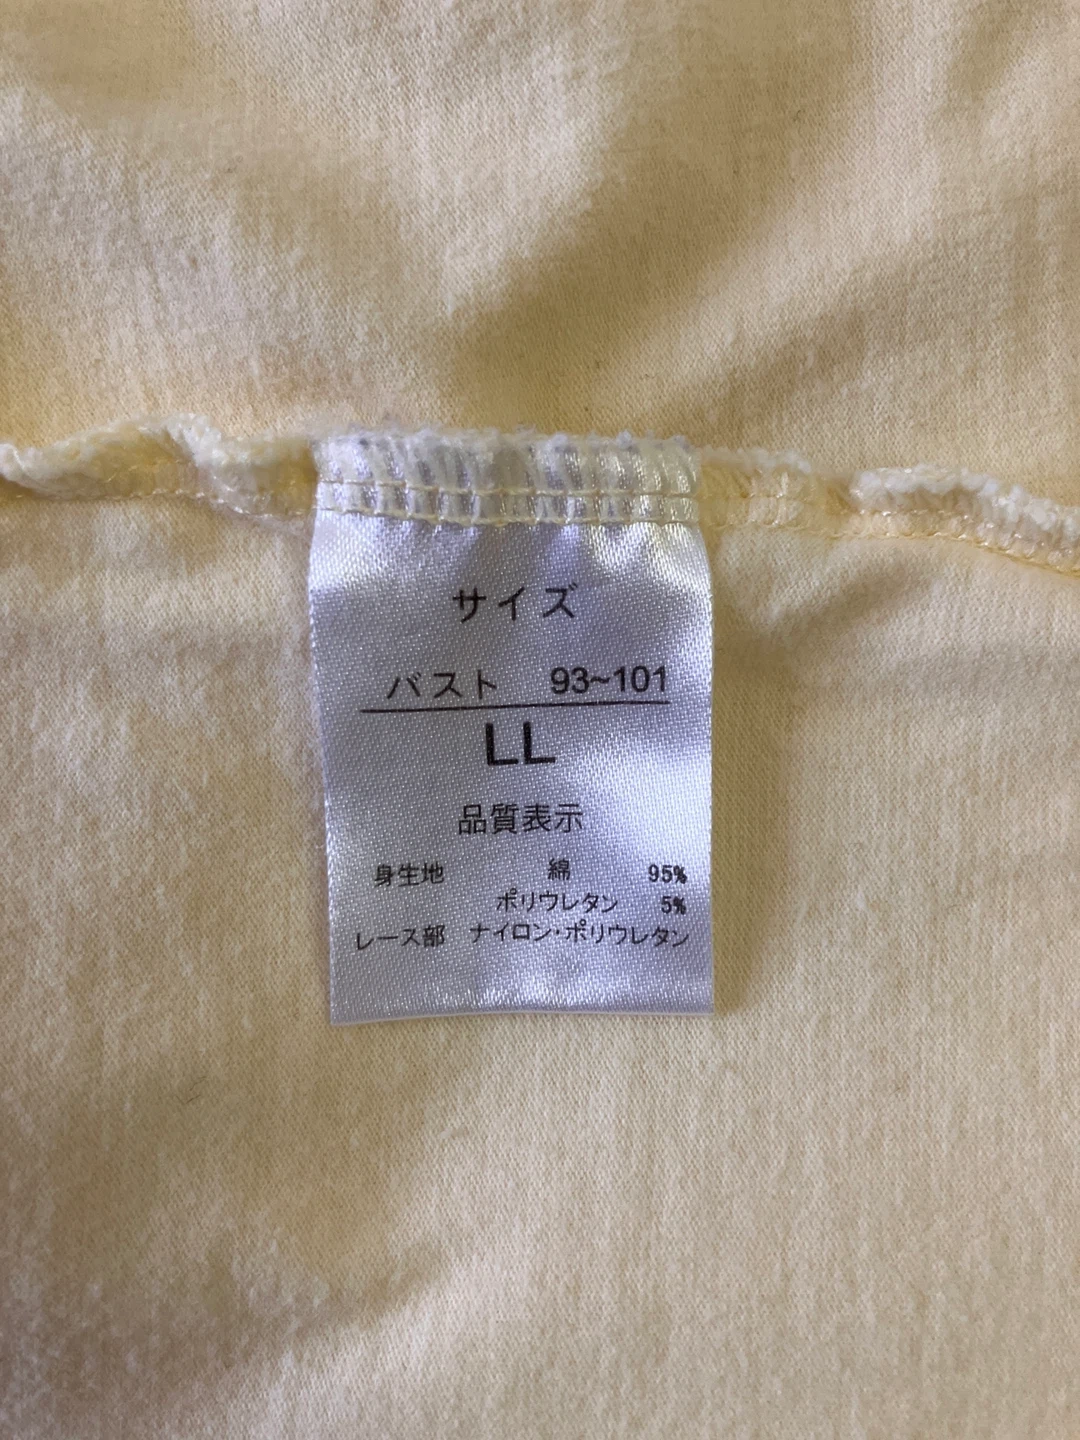 サイズ
バスト 93~101
LL
品質表示
身生地 綿 95%
ポリウレタン 5%
レース部 ナイロン・ポリウレタン